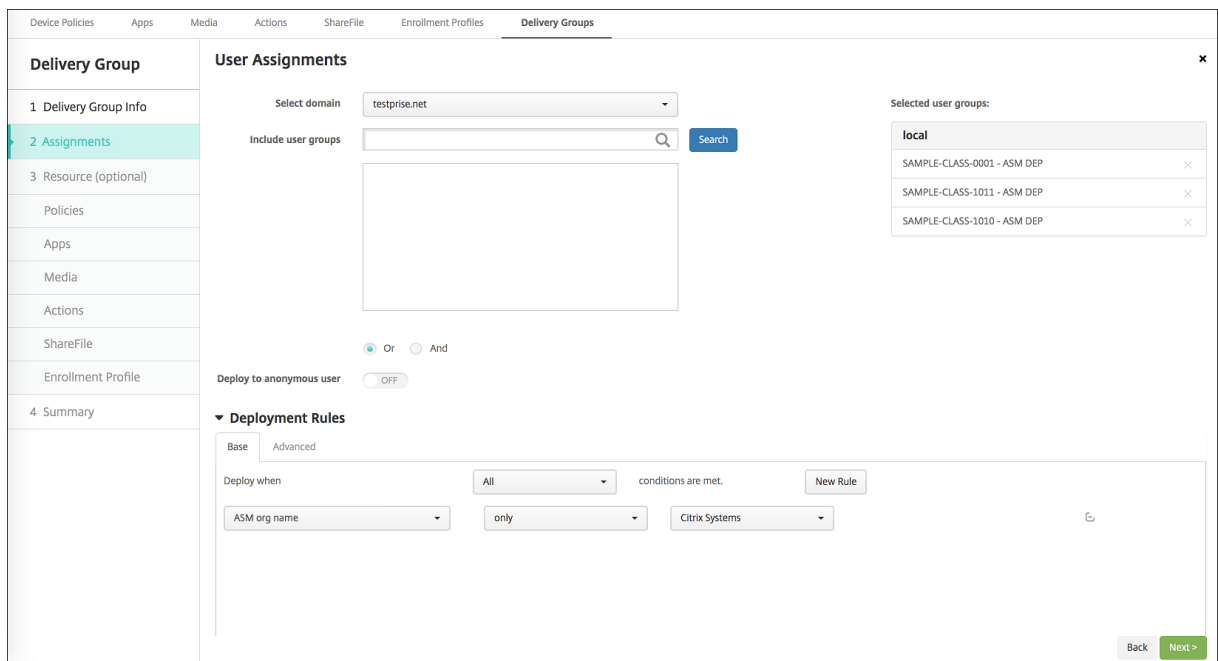 Device Policies Apps Media Actions ShareFile Enrollment Profiles Delivery Groups
Delivery Group
1 Delivery Group Info
2 Assignments
3 Resource (optional)
Policies
Apps
Media
Actions
ShareFile
Enrollment Profile
4 Summary
User Assignments
Select domain testprise.net
Include user groups Search
Or And
Deploy to anonymous user OFF
Selected user groups:
local
SAMPLE-CLASS-0001 - ASM DEP
SAMPLE-CLASS-1011 - ASM DEP
SAMPLE-CLASS-1010 - ASM DEP
Deployment Rules
Base Advanced
Deploy when All conditions are met. New Rule
ASM org name only Citrix Systems
Back Next >